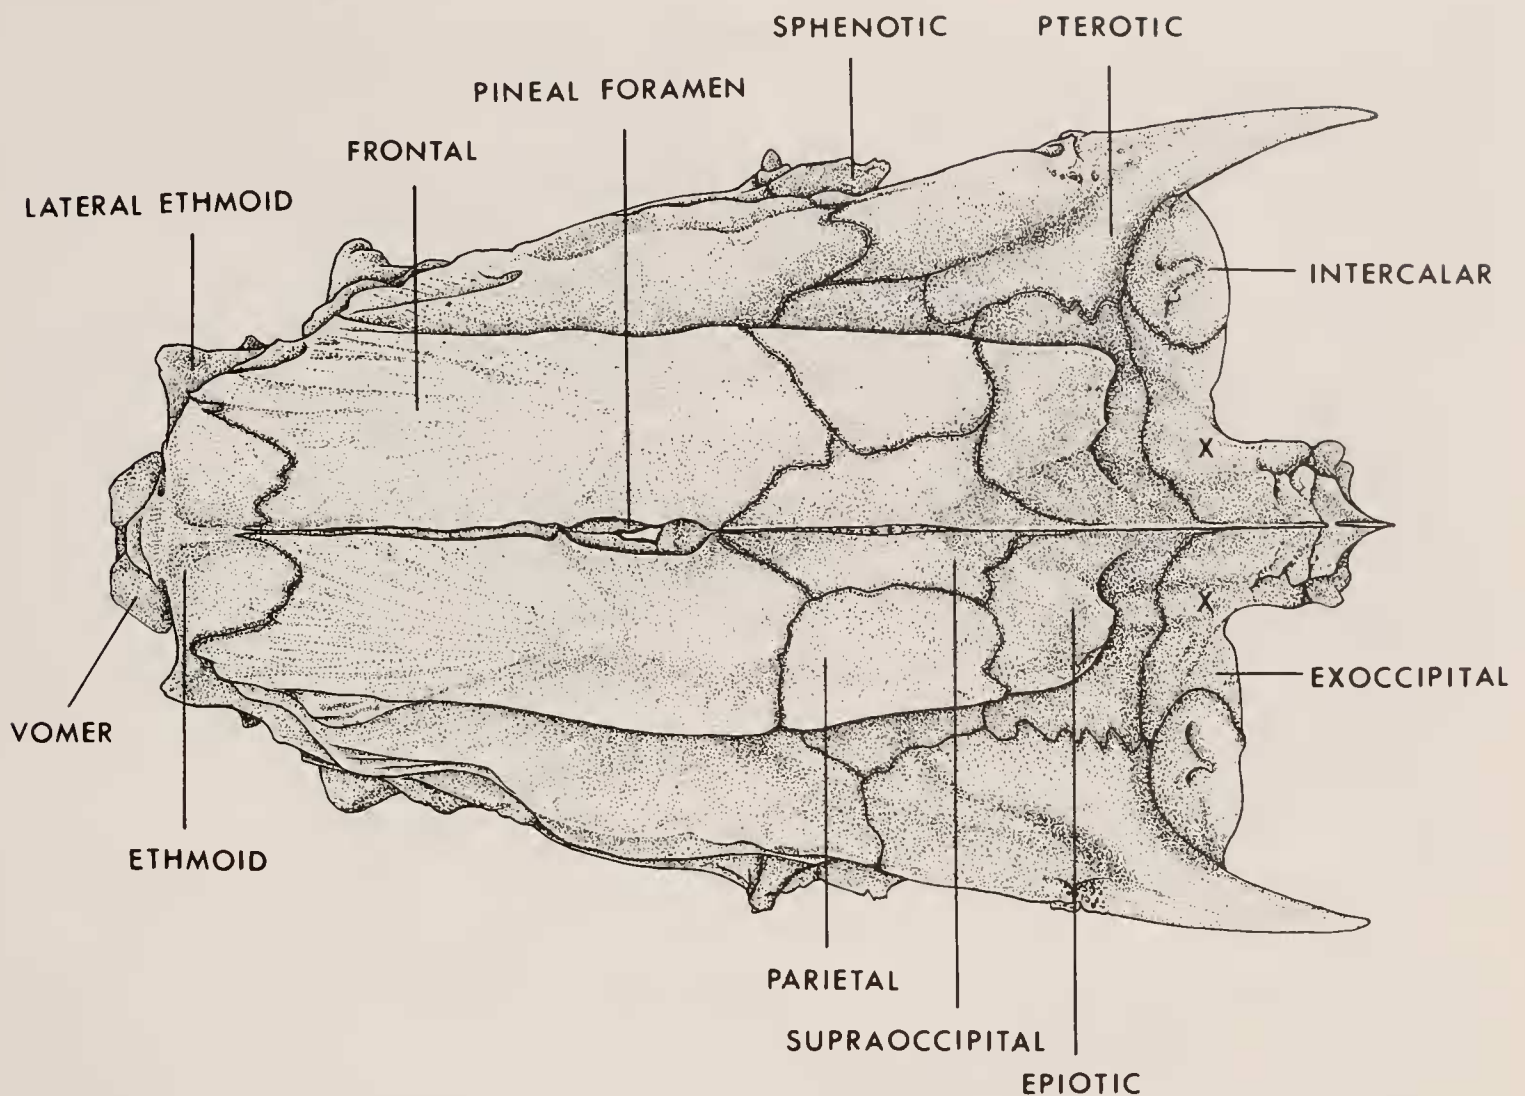 SPHENOTIC
PTEROTIC
PINEAL FORAMEN
FRONTAL
LATERAL ETHMOID
INTERCALAR
X
X
EXOCCIPITAL
VOMER
ETHMOID
PARIETAL
SUPRAOCCIPITAL
EPIOTIC